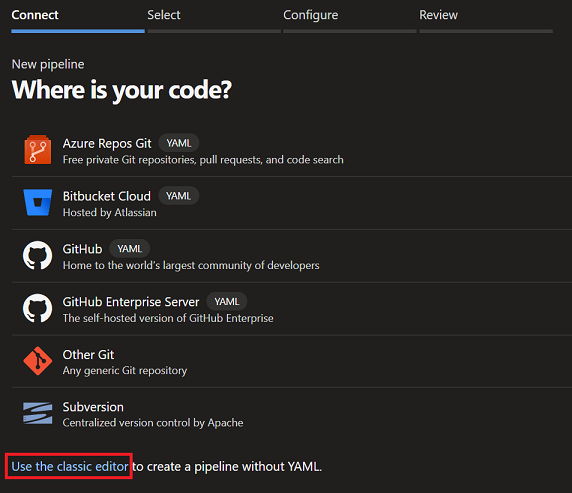 Connect Select Configure Review
New pipeline
Where is your code?
Azure Repos Git YAML
Free private Git repositories, pull requests, and code search
Bitbucket Cloud YAML
Hosted by Atlassian
GitHub YAML
Home to the world's largest community of developers
GitHub Enterprise Server YAML
The self-hosted version of GitHub Enterprise
Other Git
Any generic Git repository
Subversion
Centralized version control by Apache
Use the classic editor to create a pipeline without YAML.